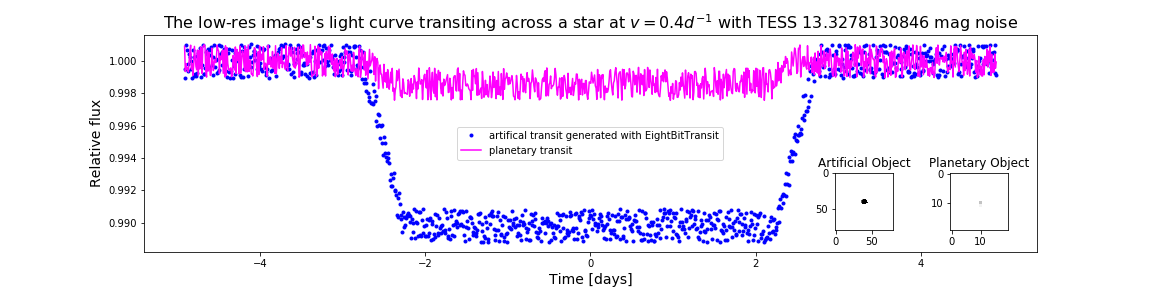 The low-res image's light curve transiting across a star at v = 0.4d⁻¹ with TESS 13.3278130846 mag noise
Relative flux
1.000
0.998
0.996
0.994
0.992
0.990
artifical transit generated with EightBitTransit
planetary transit
Artificial Object
0
50
0
50
Planetary Object
0
10
0
10
−4
−2
0
2
4
Time [days]